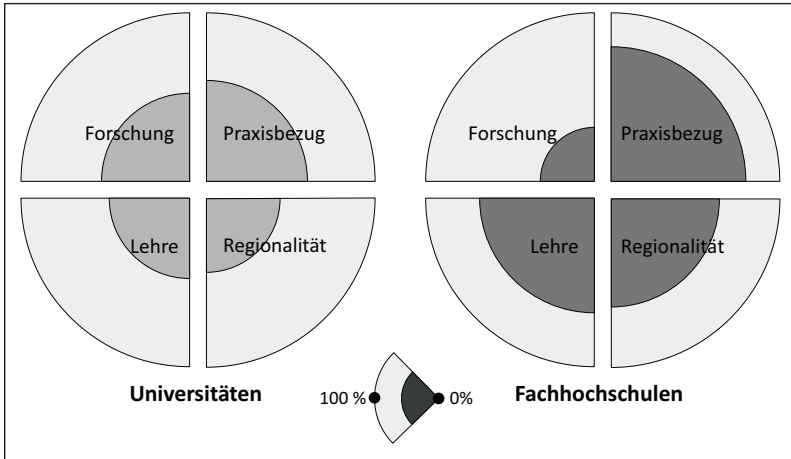 Forschung
Praxisbezug
Lehre
Regionalität
Universitäten
Forschung
Praxisbezug
Lehre
Regionalität
Fachhochschulen
100 %
0%